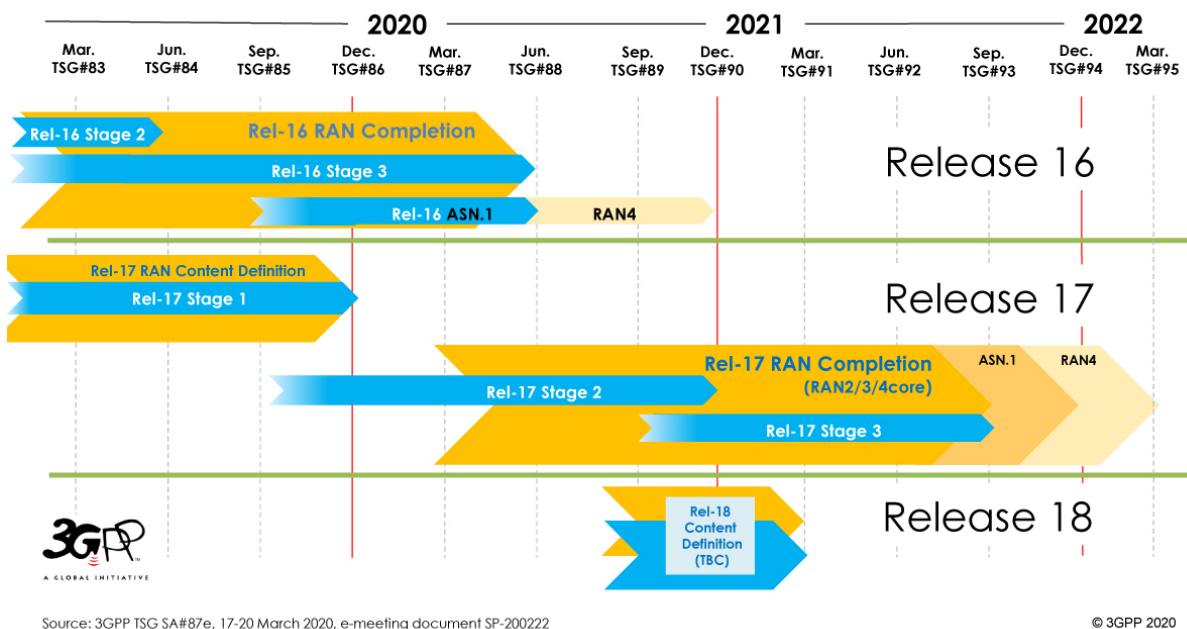 2020
2021
2022
Mar.
TSG#83
Jun.
TSG#84
Sep.
TSG#85
Dec.
TSG#86
Mar.
TSG#87
Jun.
TSG#88
Sep.
TSG#89
Dec.
TSG#90
Mar.
TSG#91
Jun.
TSG#92
Sep.
TSG#93
Dec.
TSG#94
Mar.
TSG#95
Rel-16 Stage 2
Rel-16 RAN Completion
Rel-16 Stage 3
Rel-16 ASN.1
RAN4
Release 16
Rel-17 RAN Content Definition
Rel-17 Stage 1
Release 17
Rel-17 RAN Completion
(RAN2/3/4core)
ASN.1
RAN4
Rel-17 Stage 2
Rel-17 Stage 3
Rel-18
Content
Definition
(TBC)
Release 18
3GPP
TM
A GLOBAL INITIATIVE
Source: 3GPP TSG SA#87e, 17-20 March 2020, e-meeting document SP-200222
© 3GPP 2020